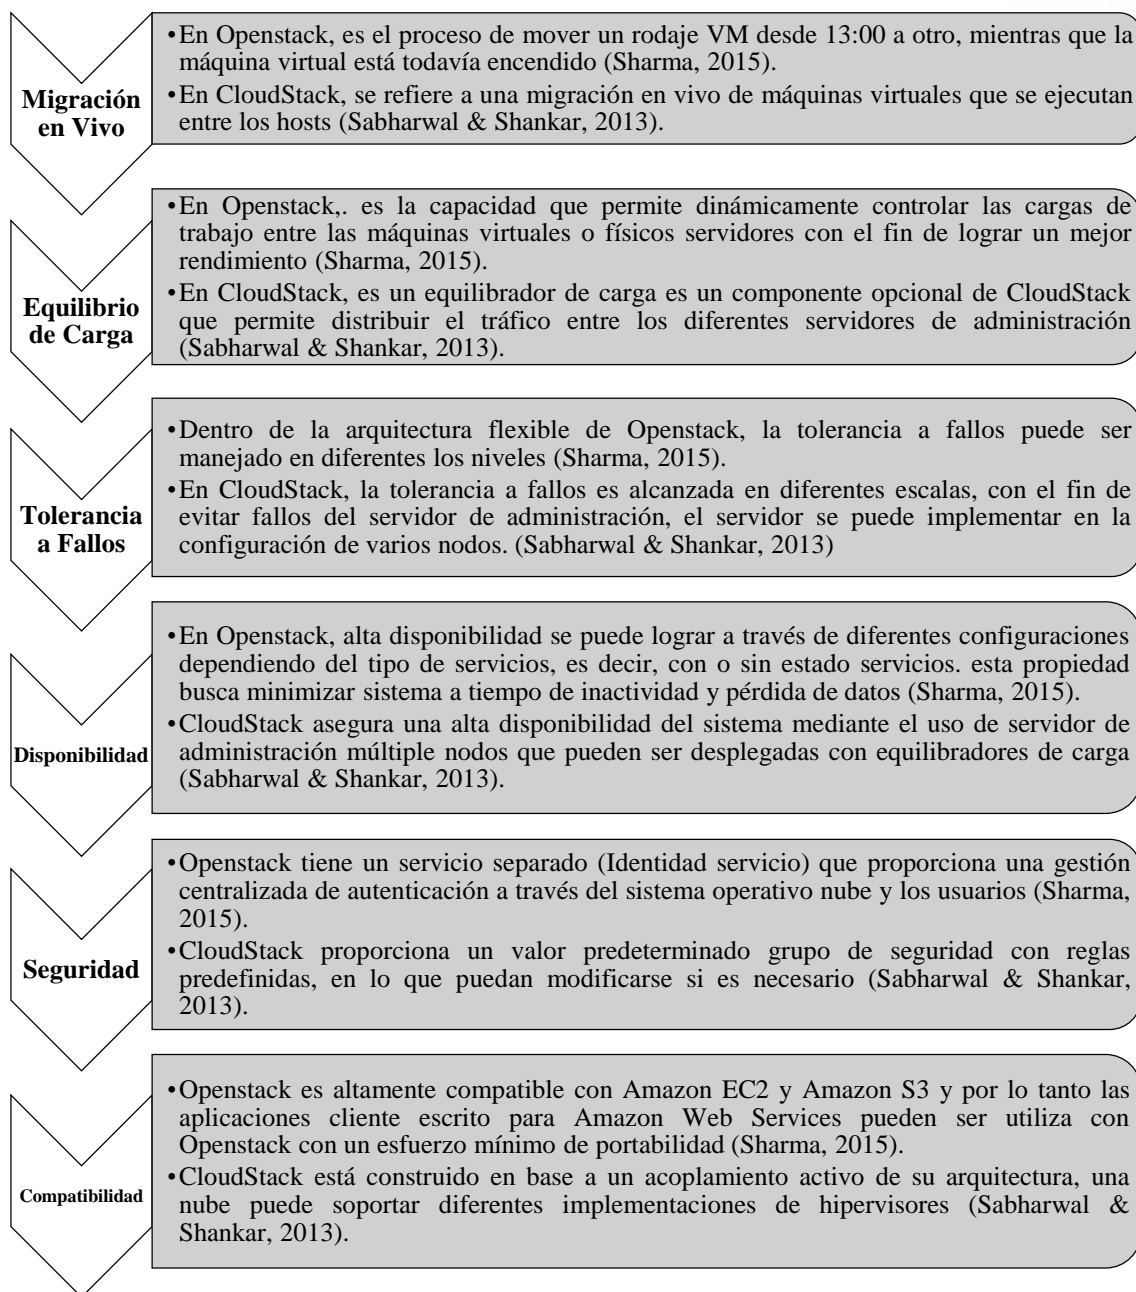 Migración
en Vivo
•En Openstack, es el proceso de mover un rodaje VM desde 13:00 a otro, mientras que la
máquina virtual está todavía encendido (Sharma, 2015).
•En CloudStack, se refiere a una migración en vivo de máquinas virtuales que se ejecutan
entre los hosts (Sabharwal & Shankar, 2013).
Equilibrio
de Carga
•En Openstack,. es la capacidad que permite dinámicamente controlar las cargas de
trabajo entre las máquinas virtuales o físicos servidores con el fin de lograr un mejor
rendimiento (Sharma, 2015).
•En CloudStack, es un equilibrador de carga es un componente opcional de CloudStack
que permite distribuir el tráfico entre los diferentes servidores de administración
(Sabharwal & Shankar, 2013).
Tolerancia
a Fallos
•Dentro de la arquitectura flexible de Openstack, la tolerancia a fallos puede ser
manejado en diferentes los niveles (Sharma, 2015).
•En CloudStack, la tolerancia a fallos es alcanzada en diferentes escalas, con el fin de
evitar fallos del servidor de administración, el servidor se puede implementar en la
configuración de varios nodos. (Sabharwal & Shankar, 2013)
Disponibilidad
•En Openstack, alta disponibilidad se puede lograr a través de diferentes configuraciones
dependiendo del tipo de servicios, es decir, con o sin estado servicios. esta propiedad
busca minimizar sistema a tiempo de inactividad y pérdida de datos (Sharma, 2015).
•CloudStack asegura una alta disponibilidad del sistema mediante el uso de servidor de
administración múltiple nodos que pueden ser desplegadas con equilibradores de carga
(Sabharwal & Shankar, 2013).
Seguridad
•Openstack tiene un servicio separado (Identidad servicio) que proporciona una gestión
centralizada de autenticación a través del sistema operativo nube y los usuarios (Sharma,
2015).
•CloudStack proporciona un valor predeterminado grupo de seguridad con reglas
predefinidas, en lo que puedan modificarse si es necesario (Sabharwal & Shankar,
2013).
Compatibilidad
•Openstack es altamente compatible con Amazon EC2 y Amazon S3 y por lo tanto las
aplicaciones cliente escrito para Amazon Web Services pueden ser utiliza con
Openstack con un esfuerzo mínimo de portabilidad (Sharma, 2015).
•CloudStack está construido en base a un acoplamiento activo de su arquitectura, una
nube puede soportar diferentes implementaciones de hipervisores (Sabharwal &
Shankar, 2013).